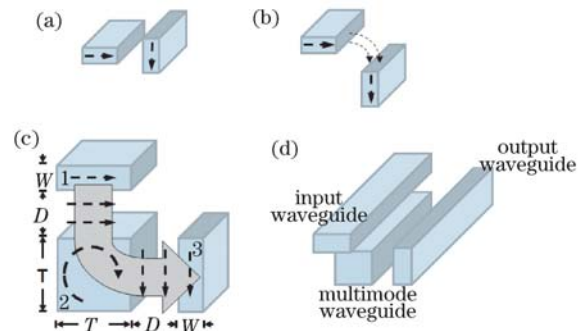 (a)
(b)
(c)
W
1
D
T
2
3
T
D
W
(d)
output
waveguide
input
waveguide
multimode
waveguide